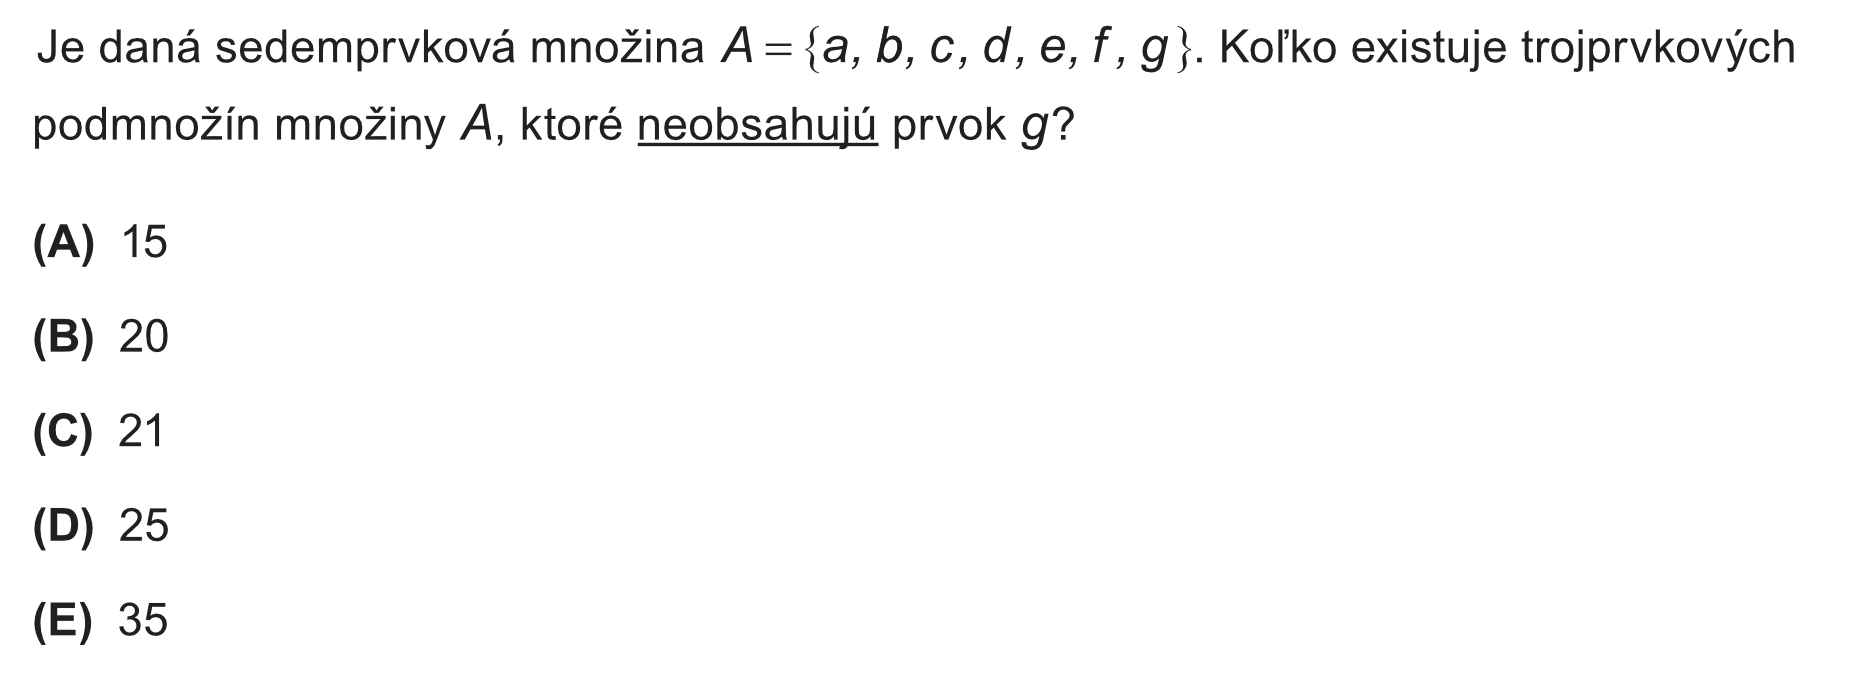 Je daná sedemprvková množina A = {a, b, c, d, e, f, g}. Koľko existuje trojprvkových
podmnožín množiny A, ktoré neobsahujú prvok g?
(A) 15
(B) 20
(C) 21
(D) 25
(E) 35